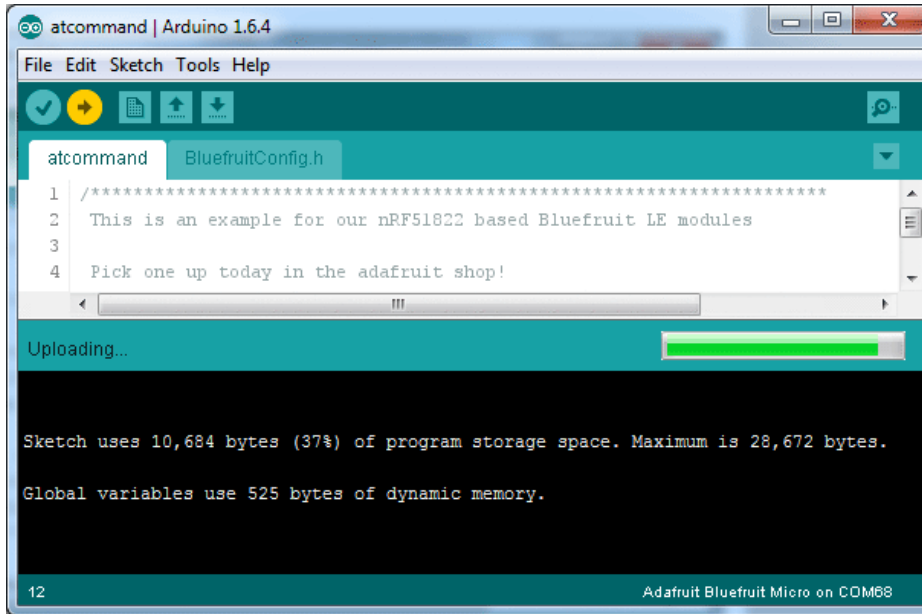 atcommand | Arduino 1.6.4
File Edit Sketch Tools Help
atcommand BluefruitConfig.h
1 /**********************************************************************
2 This is an example for our nRF51822 based Bluefruit LE modules
3
4 Pick one up today in the adafruit shop!
Uploading...
Sketch uses 10,684 bytes (37%) of program storage space. Maximum is 28,672 bytes.
Global variables use 525 bytes of dynamic memory.
12 Adafruit Bluefruit Micro on COM68